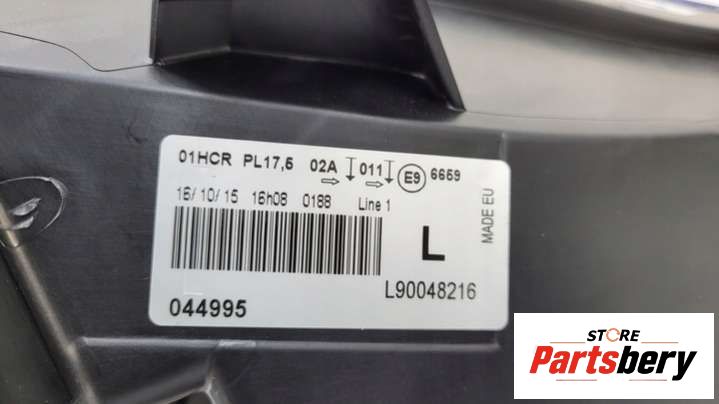 01HCR PL17,5 02A 011 E9 6659
16/10/15 16h08 0188 Line 1
MADE EU
L
L90048216
044995
STORE
Partsbery